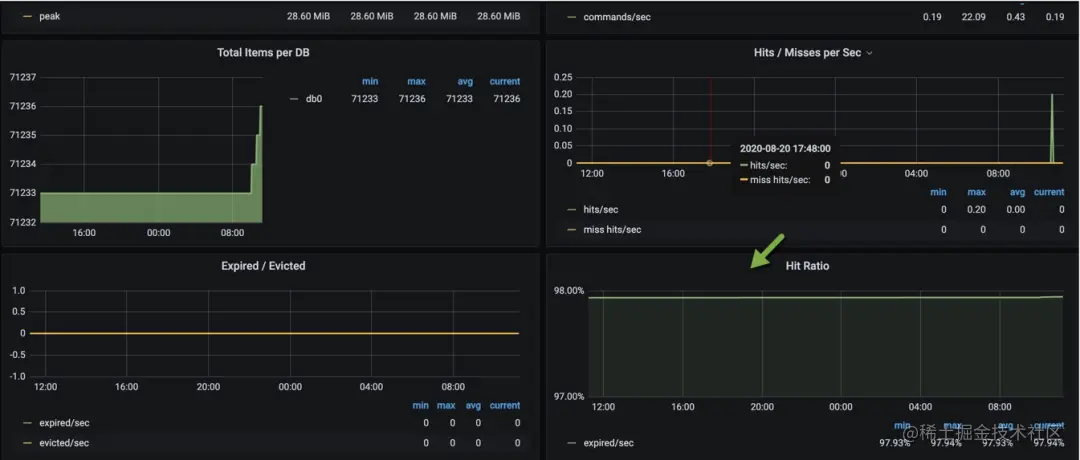 peak 28.60 MiB 28.60 MiB 28.60 MiB 28.60 MiB
commands/sec 0.19 22.09 0.43 0.19
Total Items per DB
71237
71236
71235
71234
71233
71232
16:00 00:00 08:00
min max avg current
db0 71233 71236 71233 71236
Hits / Misses per Sec
0.25
0.20
0.15
0.10
0.05
0
2020-08-20 17:48:00
hits/sec: 0
miss hits/sec: 0
12:00 16:00 04:00 08:00
min max avg current
hits/sec 0 0.20 0.00 0
miss hits/sec 0 0 0 0
Expired / Evicted
1.0
0.5
0
-0.5
-1.0
12:00 16:00 20:00 00:00 04:00 08:00
min max avg current
expired/sec 0 0 0 0
evicted/sec 0 0 0 0
Hit Ratio
98.00%
97.00%
12:00 16:00 20:00 00:00 04:00 08:00
min max avg current
expired/sec 97.93% 97.94% 97.93% 97.94%
@稀土掘金技术社区